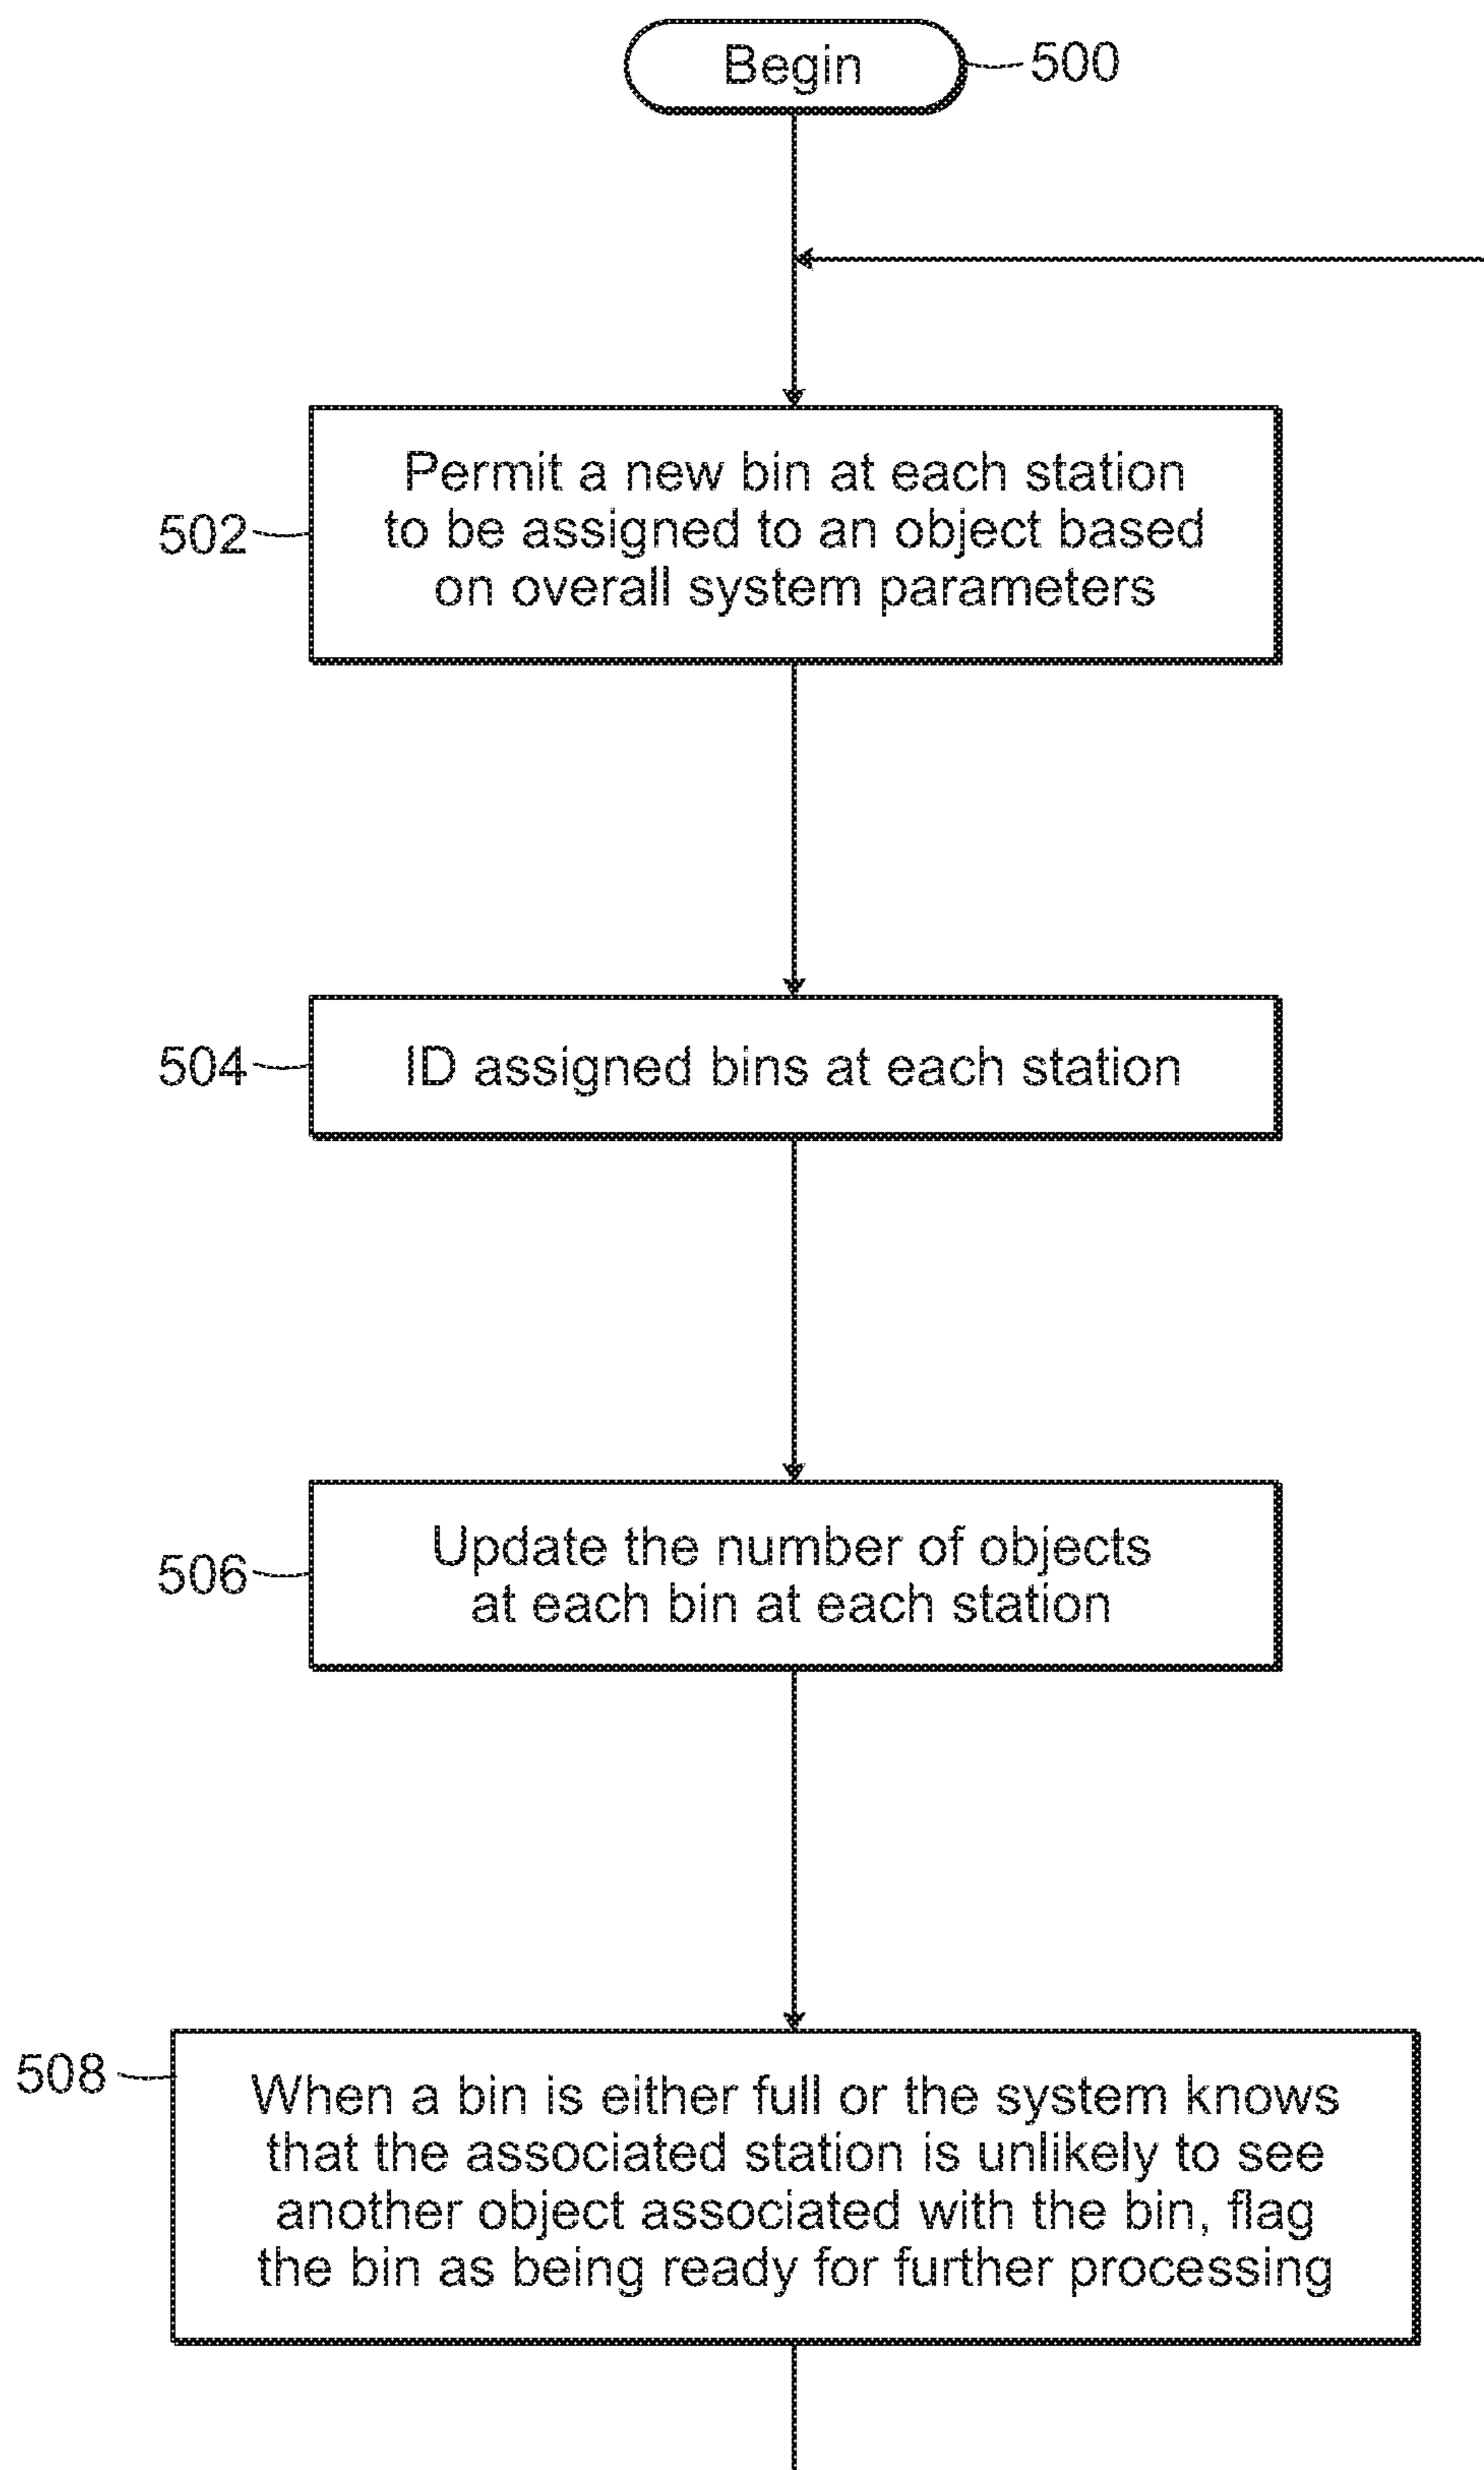 Begin
500
502
Permit a new bin at each station
to be assigned to an object based
on overall system parameters
504
ID assigned bins at each station
506
Update the number of objects
at each bin at each station
508
When a bin is either full or the system knows
that the associated station is unlikely to see
another object associated with the bin, flag
the bin as being ready for further processing